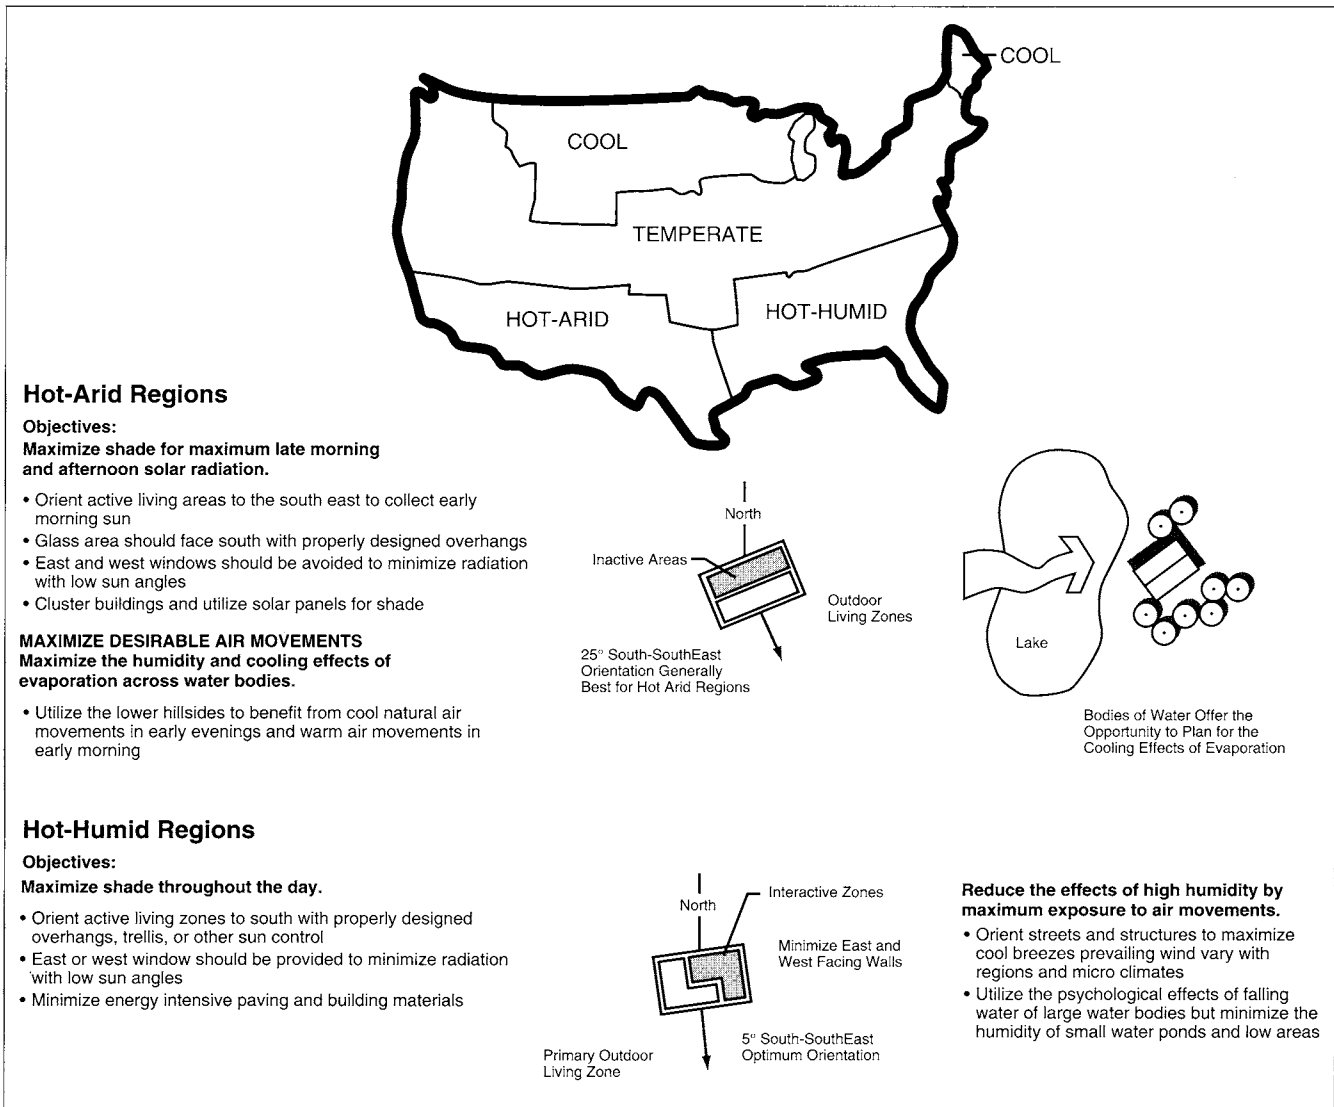 COOL
COOL
TEMPERATE
HOT-ARID
HOT-HUMID
Hot-Arid Regions
Objectives:
Maximize shade for maximum late morning
and afternoon solar radiation.
• Orient active living areas to the south east to collect early
morning sun
• Glass area should face south with properly designed overhangs
• East and west windows should be avoided to minimize radiation
with low sun angles
• Cluster buildings and utilize solar panels for shade
MAXIMIZE DESIRABLE AIR MOVEMENTS
Maximize the humidity and cooling effects of
evaporation across water bodies.
• Utilize the lower hillsides to benefit from cool natural air
movements in early evenings and warm air movements in
early morning
North
Inactive Areas
Outdoor
Living Zones
25° South-SouthEast
Orientation Generally
Best for Hot Arid Regions
Lake
Bodies of Water Offer the
Opportunity to Plan for the
Cooling Effects of Evaporation
Hot-Humid Regions
Objectives:
Maximize shade throughout the day.
• Orient active living zones to south with properly designed
overhangs, trellis, or other sun control
• East or west window should be provided to minimize radiation
with low sun angles
• Minimize energy intensive paving and building materials
North
Interactive Zones
Minimize East and
West Facing Walls
5° South-SouthEast
Optimum Orientation
Primary Outdoor
Living Zone
Reduce the effects of high humidity by
maximum exposure to air movements.
• Orient streets and structures to maximize
cool breezes prevailing wind vary with
regions and micro climates
• Utilize the psychological effects of falling
water of large water bodies but minimize the
humidity of small water ponds and low areas